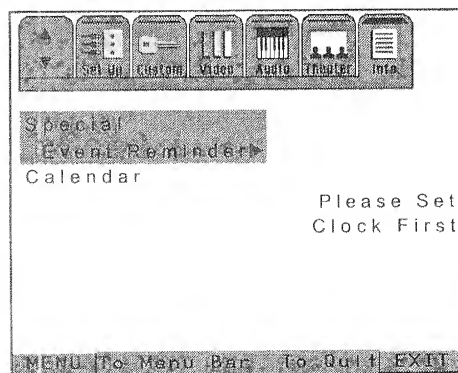 Set Up Custom Video Audio Theater Info
Special
Event Reminder
Calendar
Please Set
Clock First
MENU To Menu Bar To Quit EXIT